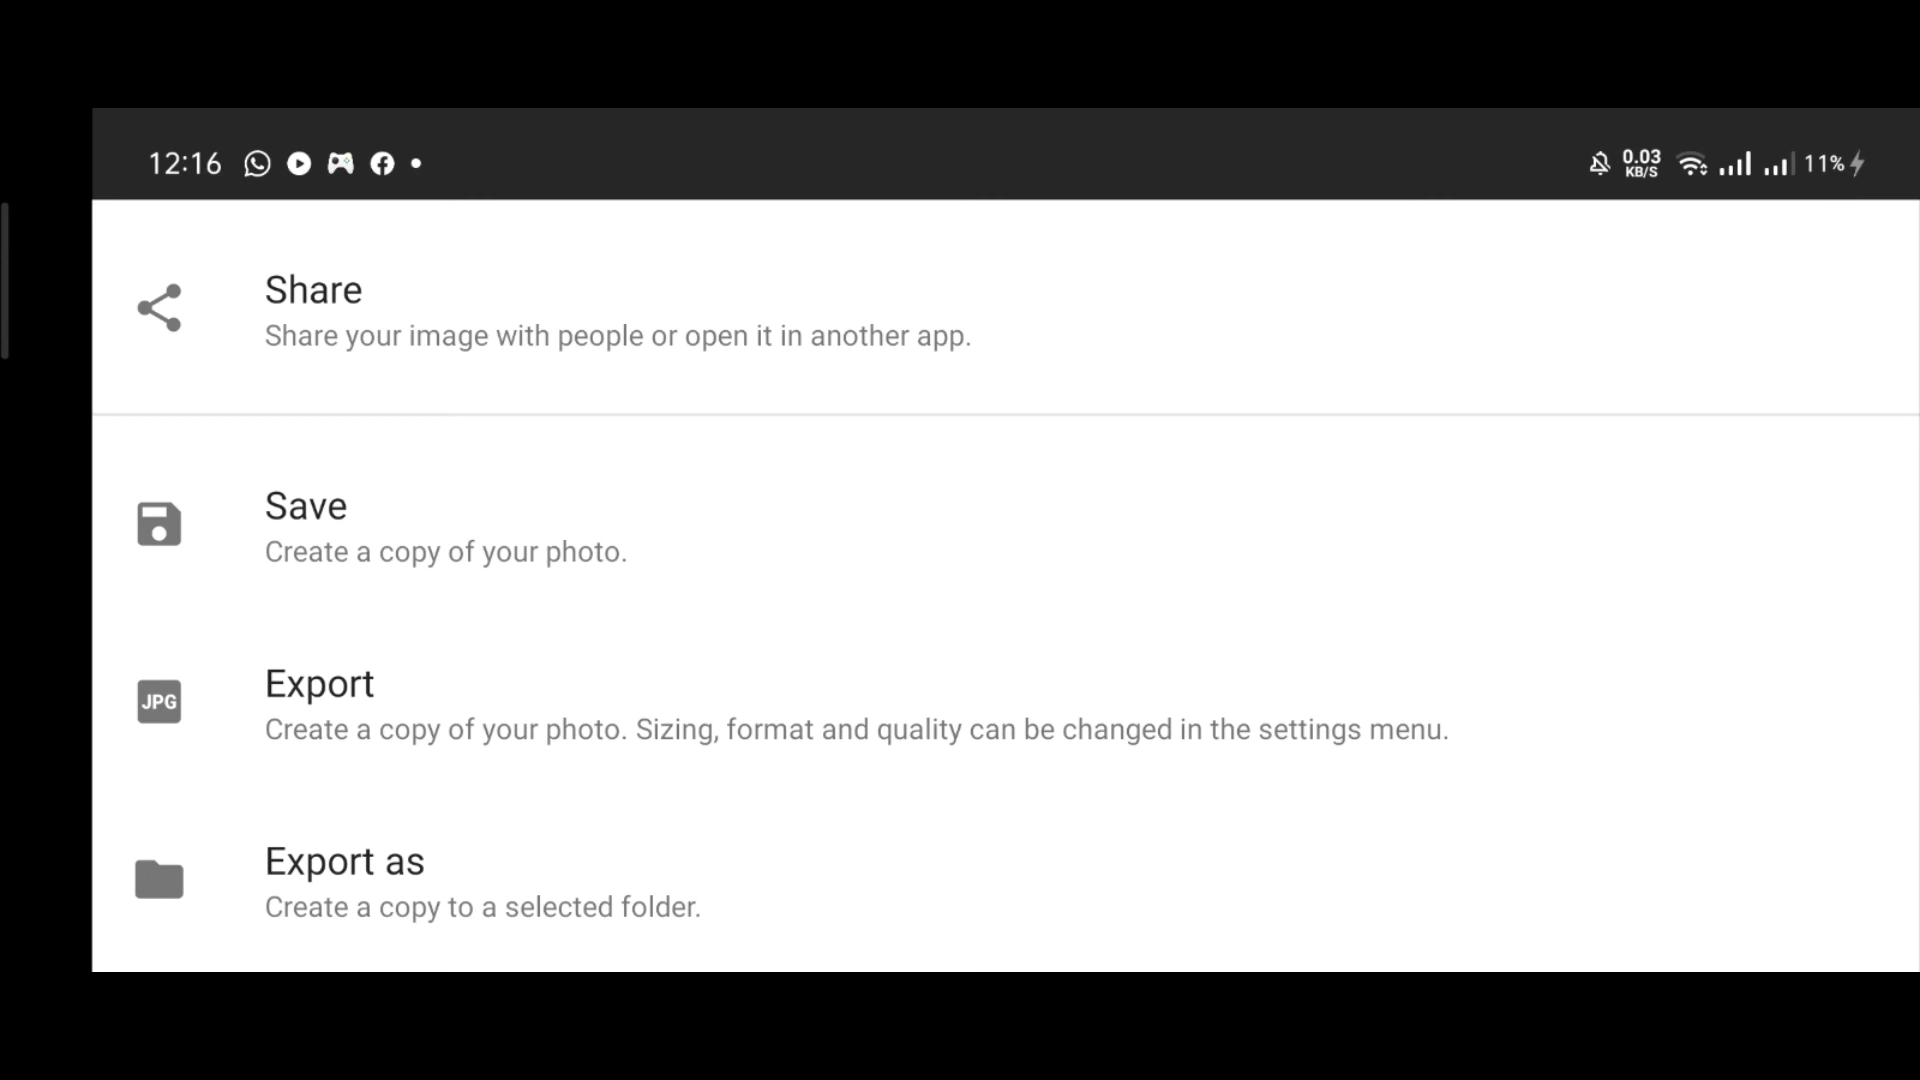 12:16 0.03 KB/S 11%
Share
Share your image with people or open it in another app.
Save
Create a copy of your photo.
JPG
Export
Create a copy of your photo. Sizing, format and quality can be changed in the settings menu.
Export as
Create a copy to a selected folder.